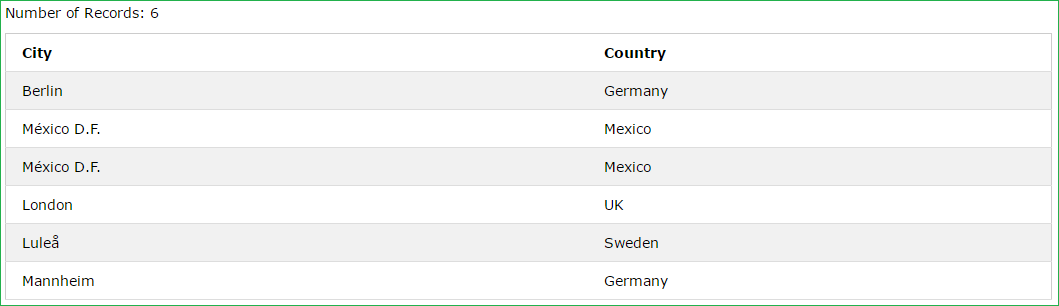 Number of Records: 6
City Country
Berlin Germany
México D.F. Mexico
México D.F. Mexico
London UK
Luleå Sweden
Mannheim Germany